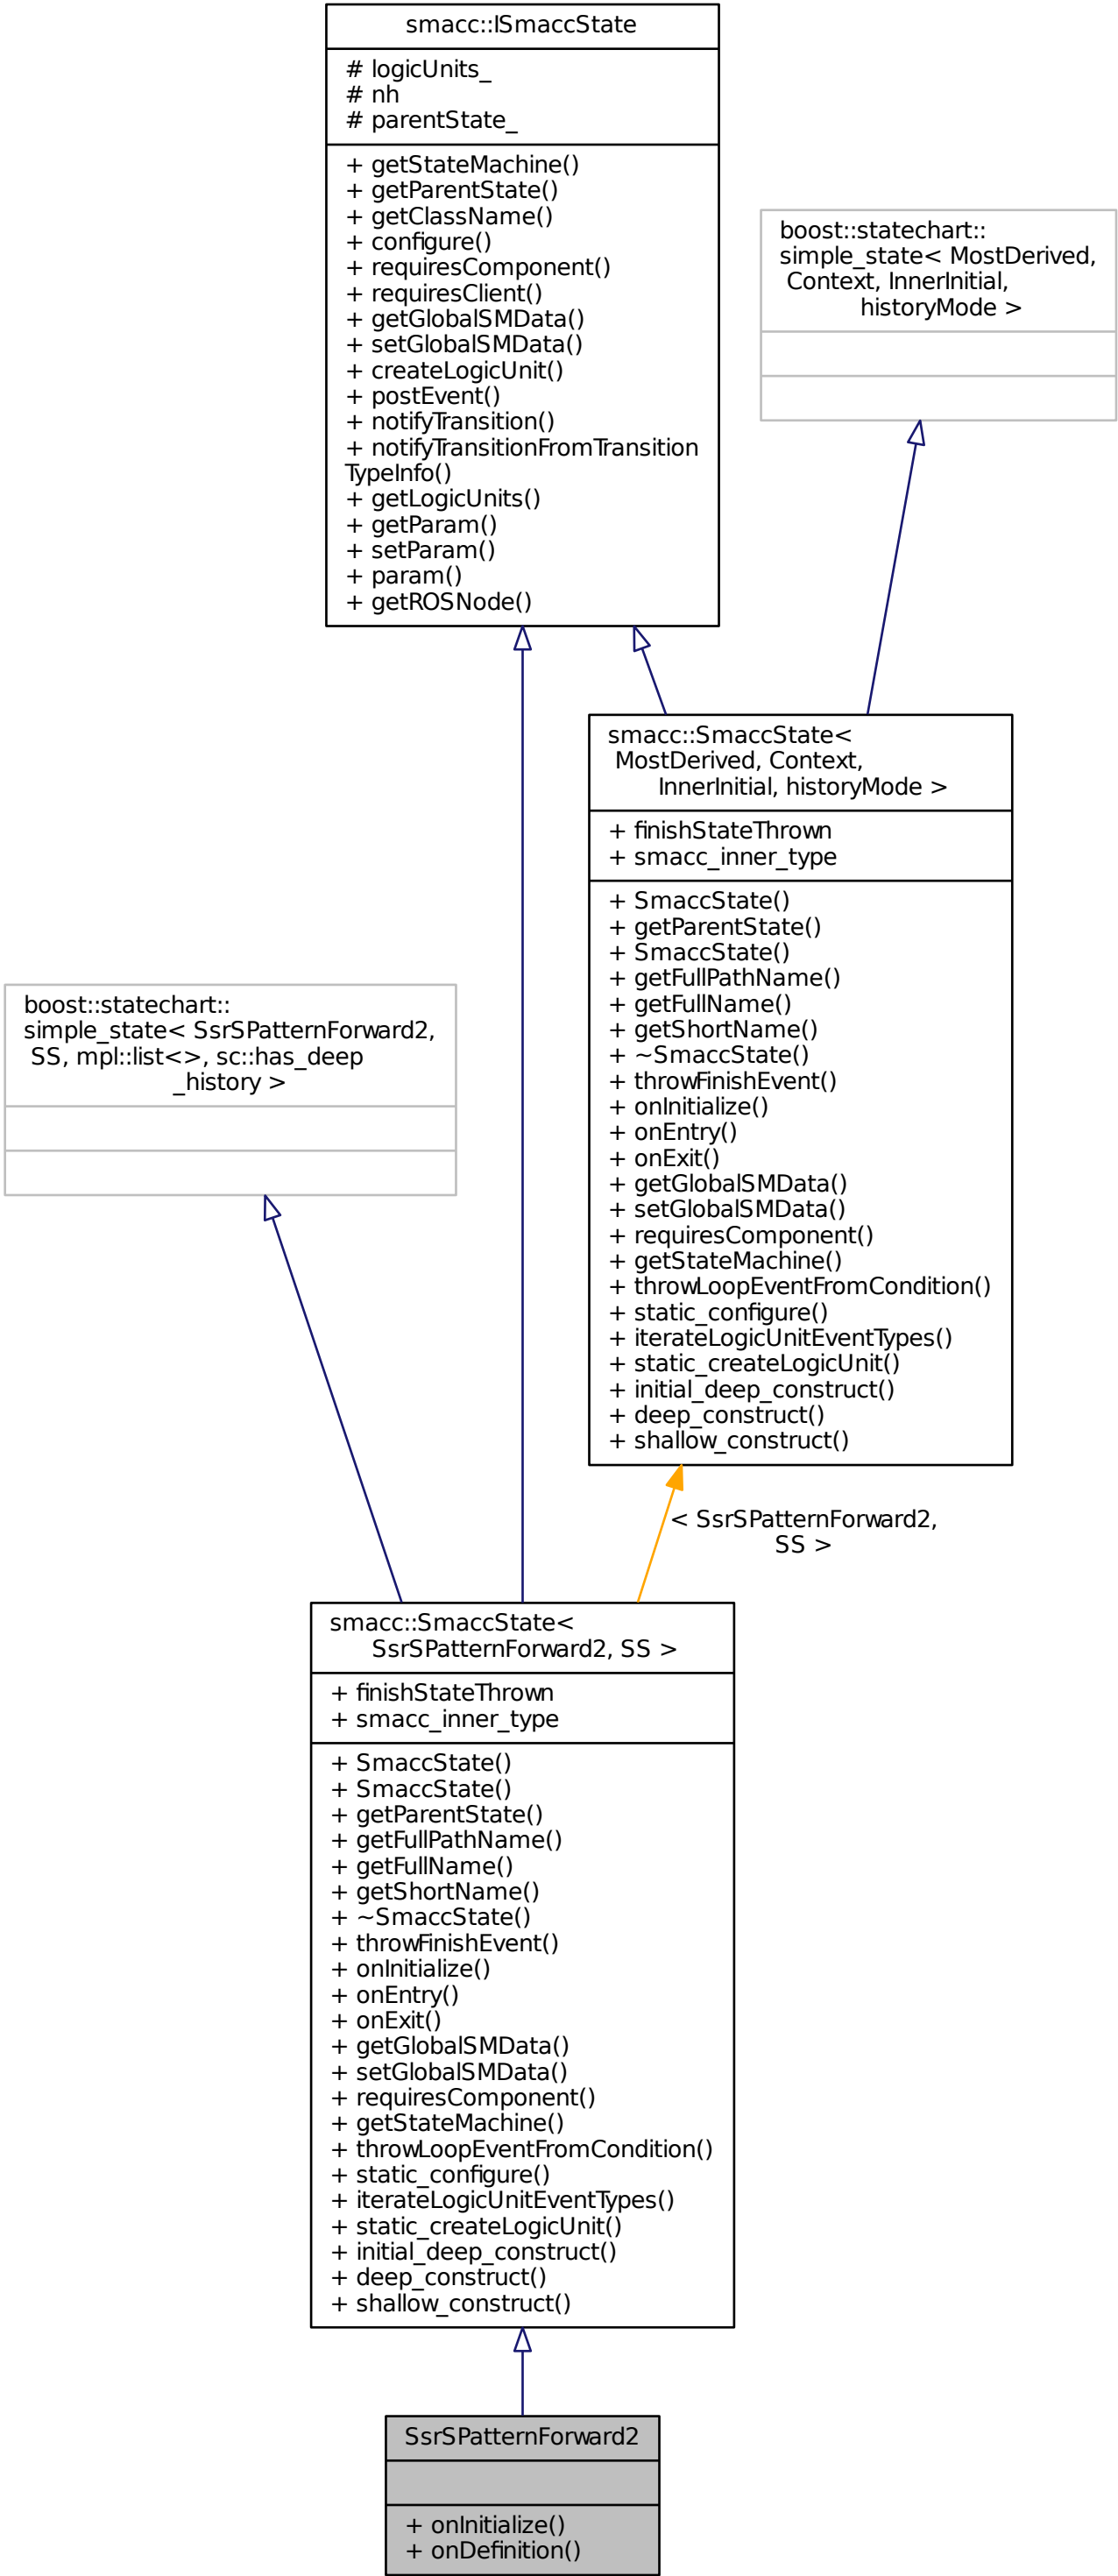 smacc::ISmaccState
# logicUnits_
# nh
# parentState_
+ getStateMachine()
+ getParentState()
+ getClassName()
+ configure()
+ requiresComponent()
+ requiresClient()
+ getGlobalSMData()
+ setGlobalSMData()
+ createLogicUnit()
+ postEvent()
+ notifyTransition()
+ notifyTransitionFromTransition
TypeInfo()
+ getLogicUnits()
+ getParam()
+ setParam()
+ param()
+ getROSNode()
boost::statechart::
simple_state< MostDerived,
Context, InnerInitial,
historyMode >
smacc::SmaccState<
MostDerived, Context,
InnerInitial, historyMode >
+ finishStateThrown
+ smacc_inner_type
+ SmaccState()
+ getParentState()
+ SmaccState()
+ getFullPathName()
+ getFullName()
+ getShortName()
+ ~SmaccState()
+ throwFinishEvent()
+ onInitialize()
+ onEntry()
+ onExit()
+ getGlobalSMData()
+ setGlobalSMData()
+ requiresComponent()
+ getStateMachine()
+ throwLoopEventFromCondition()
+ static_configure()
+ iterateLogicUnitEventTypes()
+ static_createLogicUnit()
+ initial_deep_construct()
+ deep_construct()
+ shallow_construct()
boost::statechart::
simple_state< SsrSPatternForward2,
SS, mpl::list<>, sc::has_deep
_history >
< SsrSPatternForward2,
SS >
smacc::SmaccState<
SsrSPatternForward2, SS >
+ finishStateThrown
+ smacc_inner_type
+ SmaccState()
+ SmaccState()
+ getParentState()
+ getFullPathName()
+ getFullName()
+ getShortName()
+ ~SmaccState()
+ throwFinishEvent()
+ onInitialize()
+ onEntry()
+ onExit()
+ getGlobalSMData()
+ setGlobalSMData()
+ requiresComponent()
+ getStateMachine()
+ throwLoopEventFromCondition()
+ static_configure()
+ iterateLogicUnitEventTypes()
+ static_createLogicUnit()
+ initial_deep_construct()
+ deep_construct()
+ shallow_construct()
SsrSPatternForward2
+ onInitialize()
+ onDefinition()